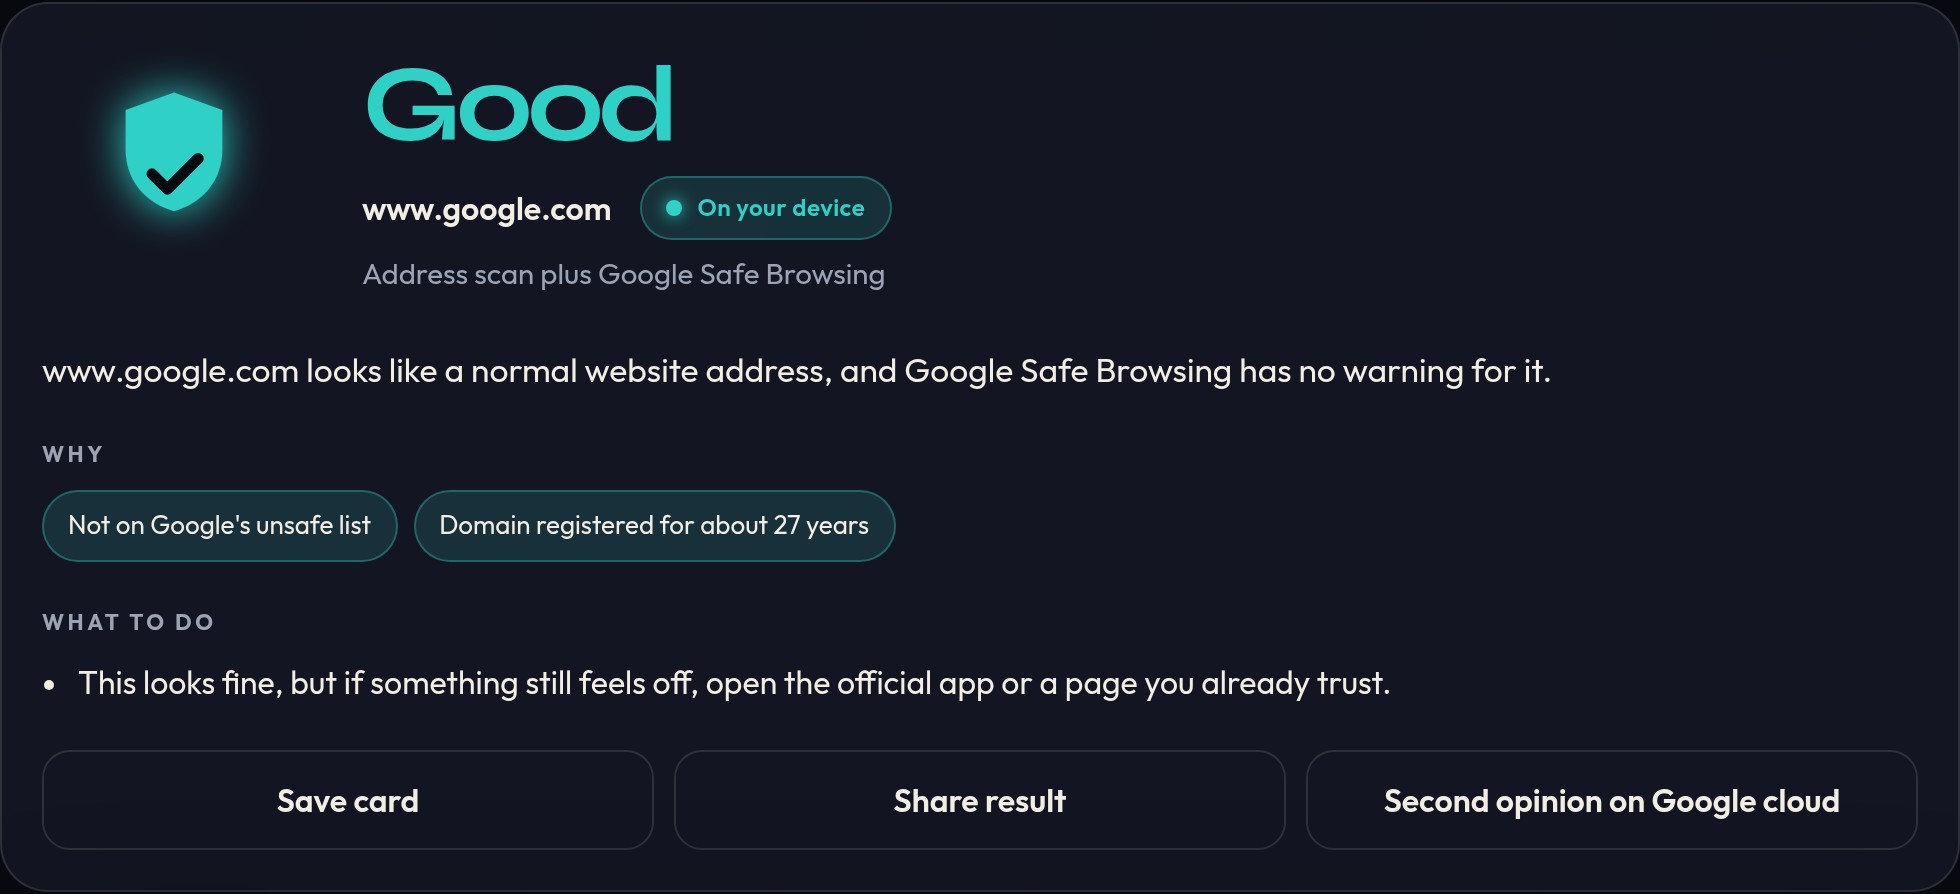 Good
www.google.com
On your device
Address scan plus Google Safe Browsing
www.google.com looks like a normal website address, and Google Safe Browsing has no warning for it.
WHY
Not on Google's unsafe list
Domain registered for about 27 years
WHAT TO DO
• This looks fine, but if something still feels off, open the official app or a page you already trust.
Save card
Share result
Second opinion on Google cloud